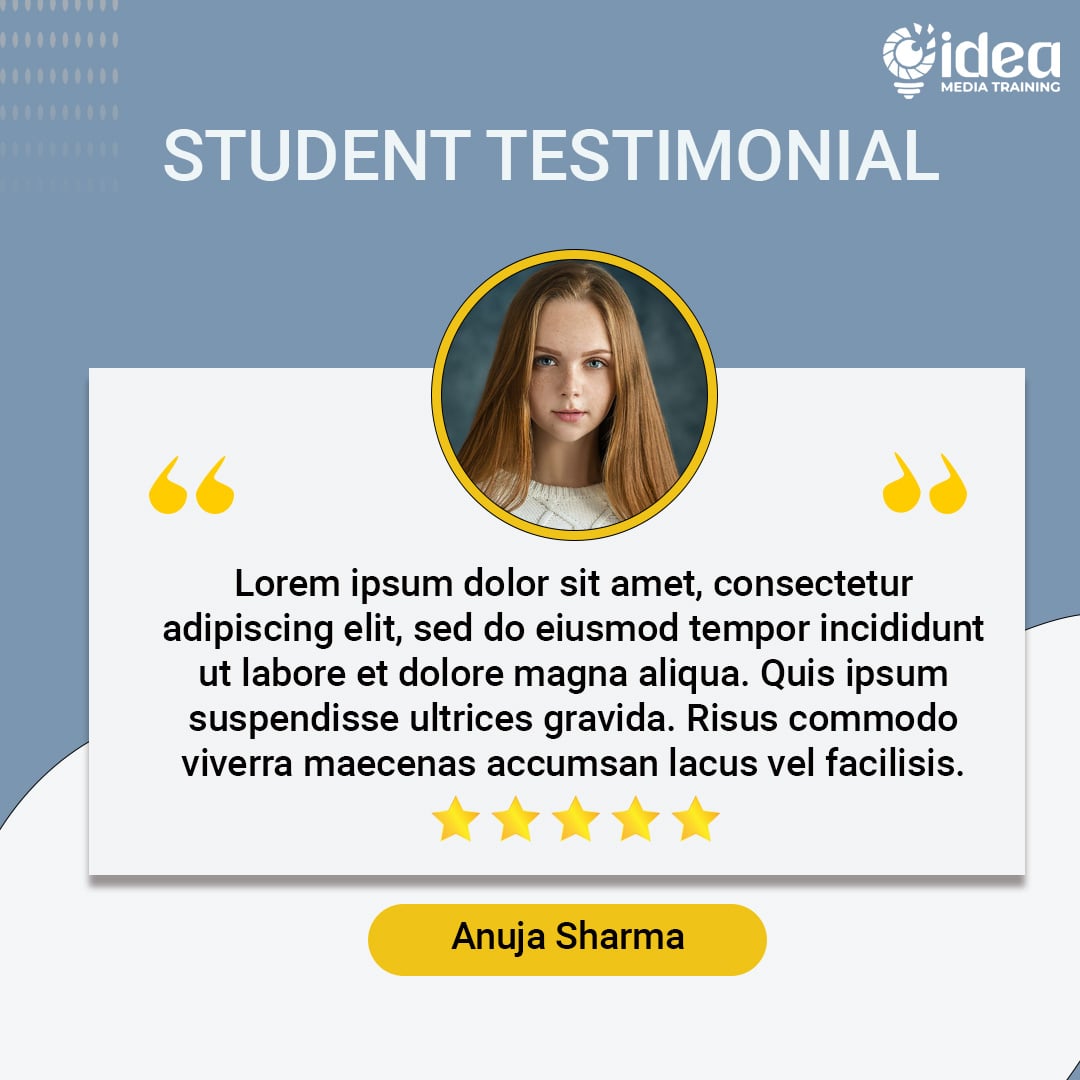 idea
MEDIA TRAINING
STUDENT TESTIMONIAL
“ ”
Lorem ipsum dolor sit amet, consectetur
adipiscing elit, sed do eiusmod tempor incididunt
ut labore et dolore magna aliqua. Quis ipsum
suspendisse ultrices gravida. Risus commodo
viverra maecenas accumsan lacus vel facilisis.
Anuja Sharma